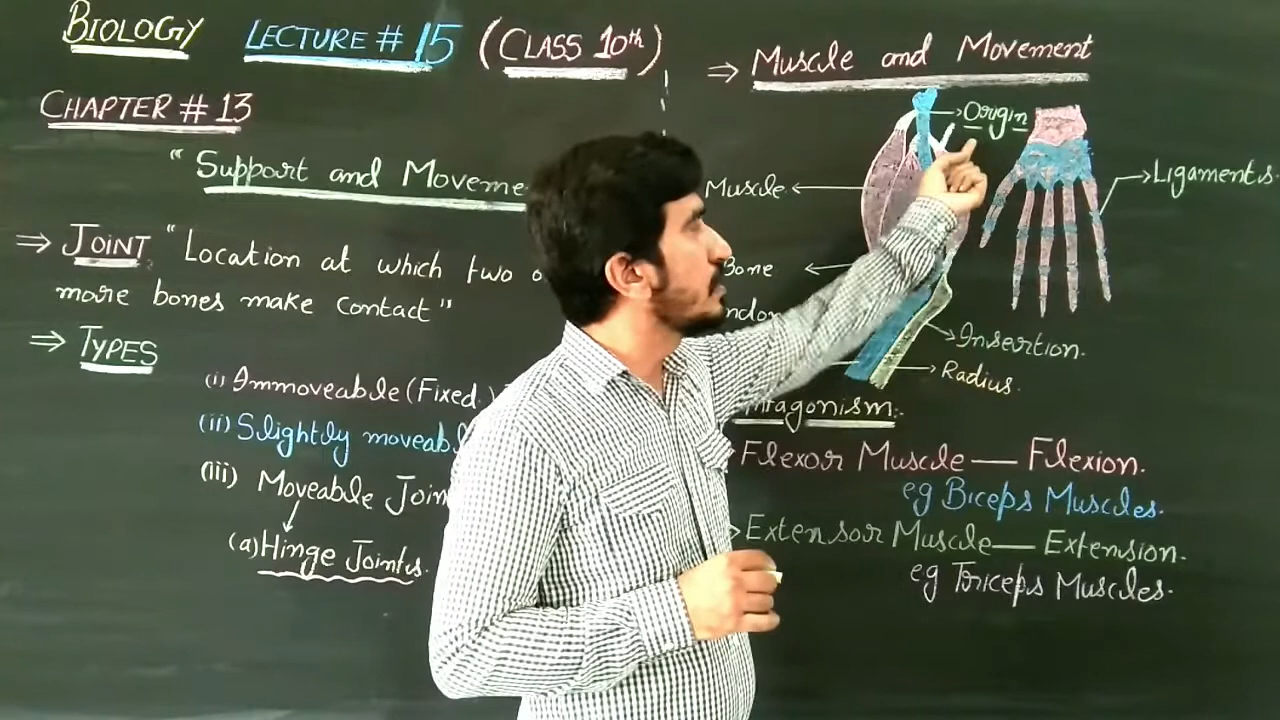 BIOLOGY LECTURE # 15 (CLASS 10th)
CHAPTER # 13
"Support and Moveme
⇒ JOINT "Location at which two o
more bones make contact"
⇒ TYPES
(i) Immoveable (Fixed.)
(ii) Slightly moveabl
(iii) Moveable Join
(a) Hinge Joints.
⇒ Muscle and Movement
Origin
Muscle
Ligaments.
Bone
ndon
Insertion.
Radius.
ntagonism:-
Flexor Muscle — Flexion.
eg Biceps Muscles.
Extensor Muscle — Extension.
eg Triceps Muscles.